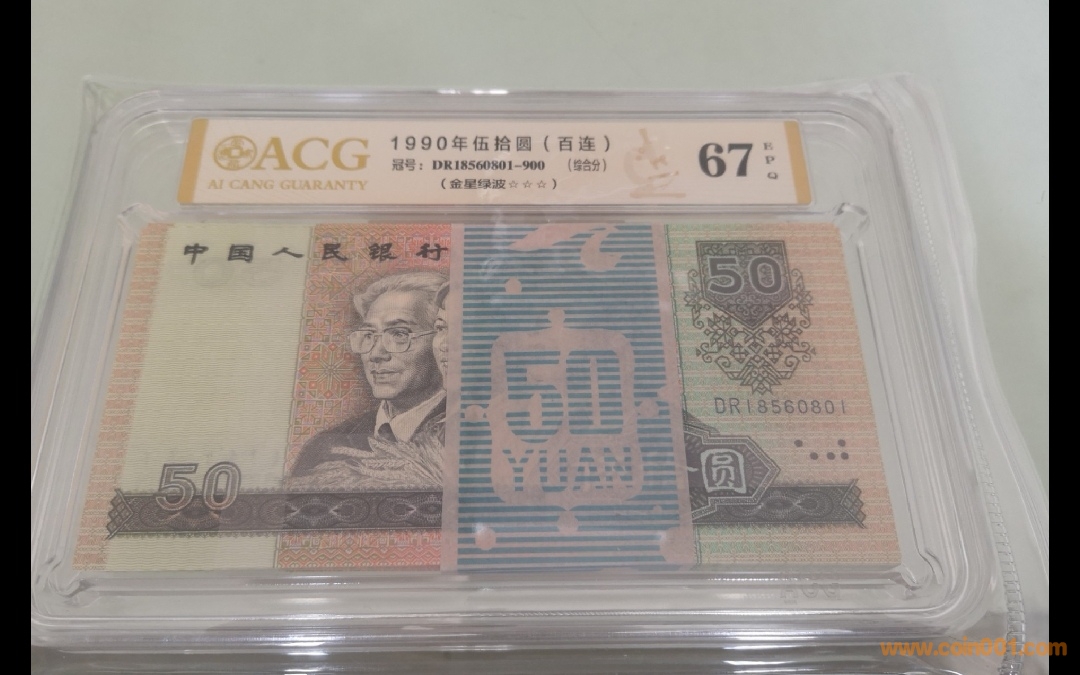 ACG
AI CANG GUARANTY
1990年伍拾圆（百连）
冠号：DR18560801-900 （综合分）
（金星绿波☆☆☆）
67
EPQ
中国人民银行
50
50
50
YUAN
DR18560801
圆
www.coin001.com